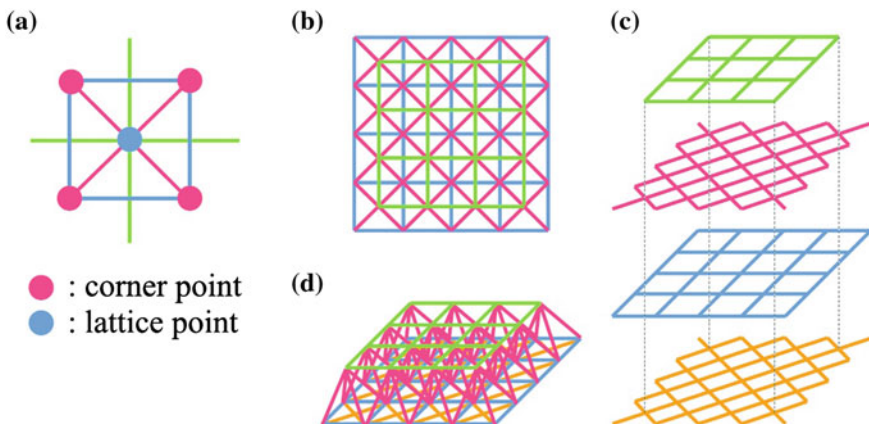 (a)
(b)
(c)
: corner point
: lattice point
(d)